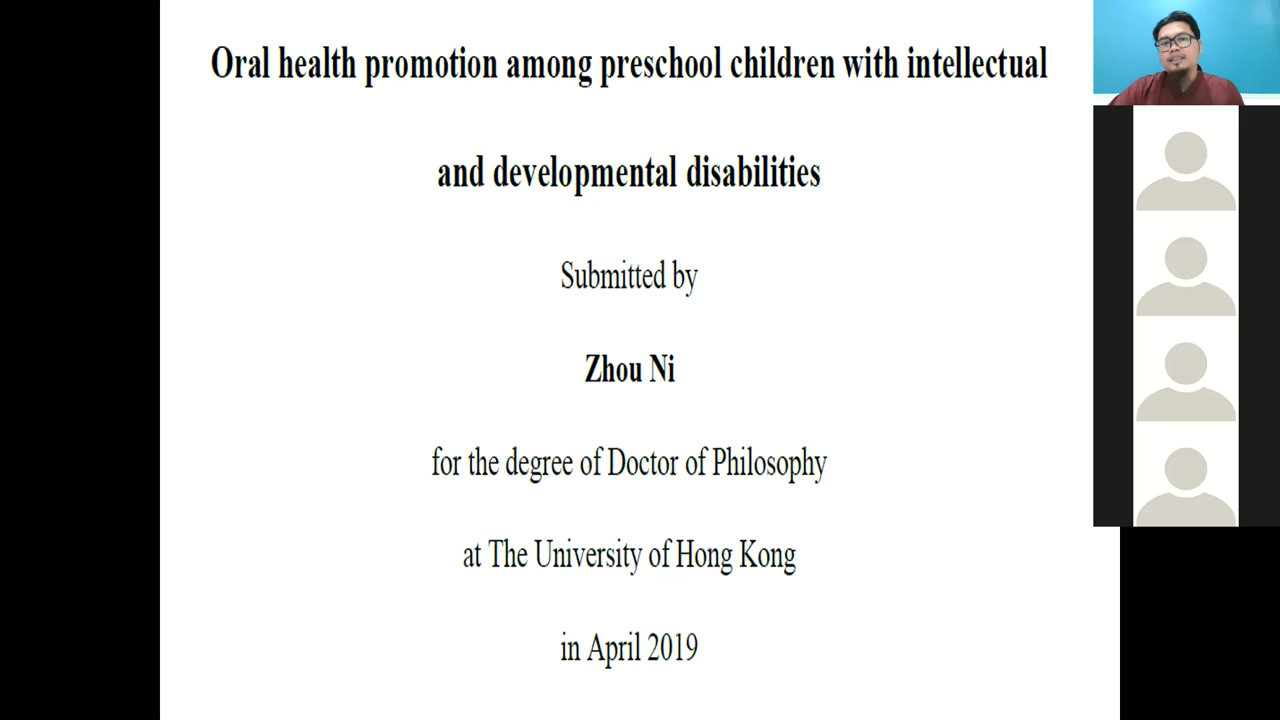 Oral health promotion among preschool children with intellectual
and developmental disabilities
Submitted by
Zhou Ni
for the degree of Doctor of Philosophy
at The University of Hong Kong
in April 2019